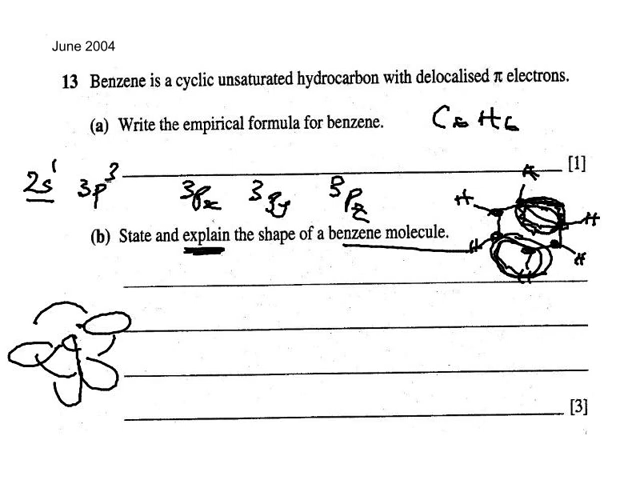 June 2004
13 Benzene is a cyclic unsaturated hydrocarbon with delocalised π electrons.
(a) Write the empirical formula for benzene. C6H6
[1]
2s¹ 3p³ 3px 3py 3pz
(b) State and explain the shape of a benzene molecule.
H H H H H
[3]